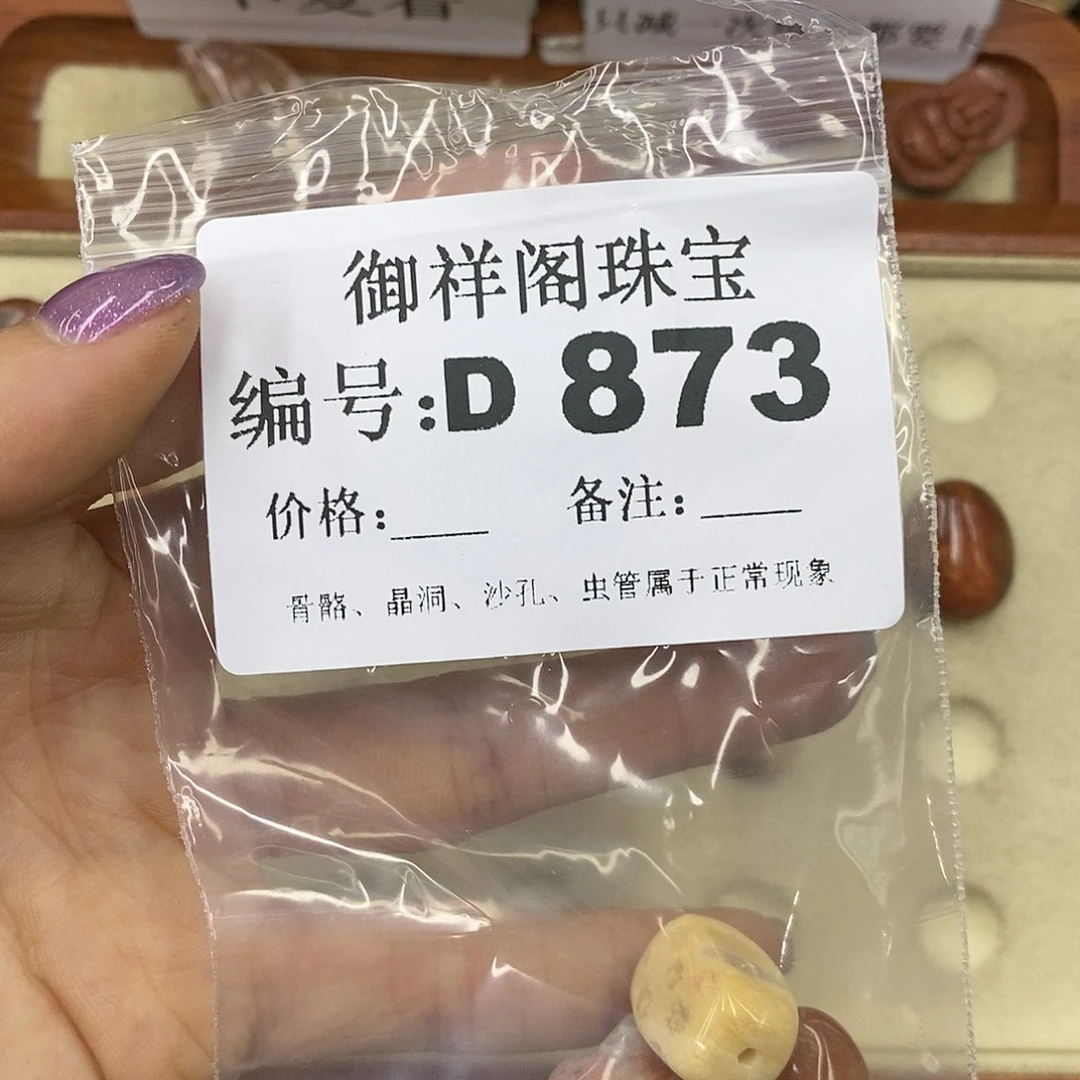 御祥阁珠宝
编号:D 873
价格:____ 备注:____
骨骼、晶洞、沙孔、虫管属于正常现象